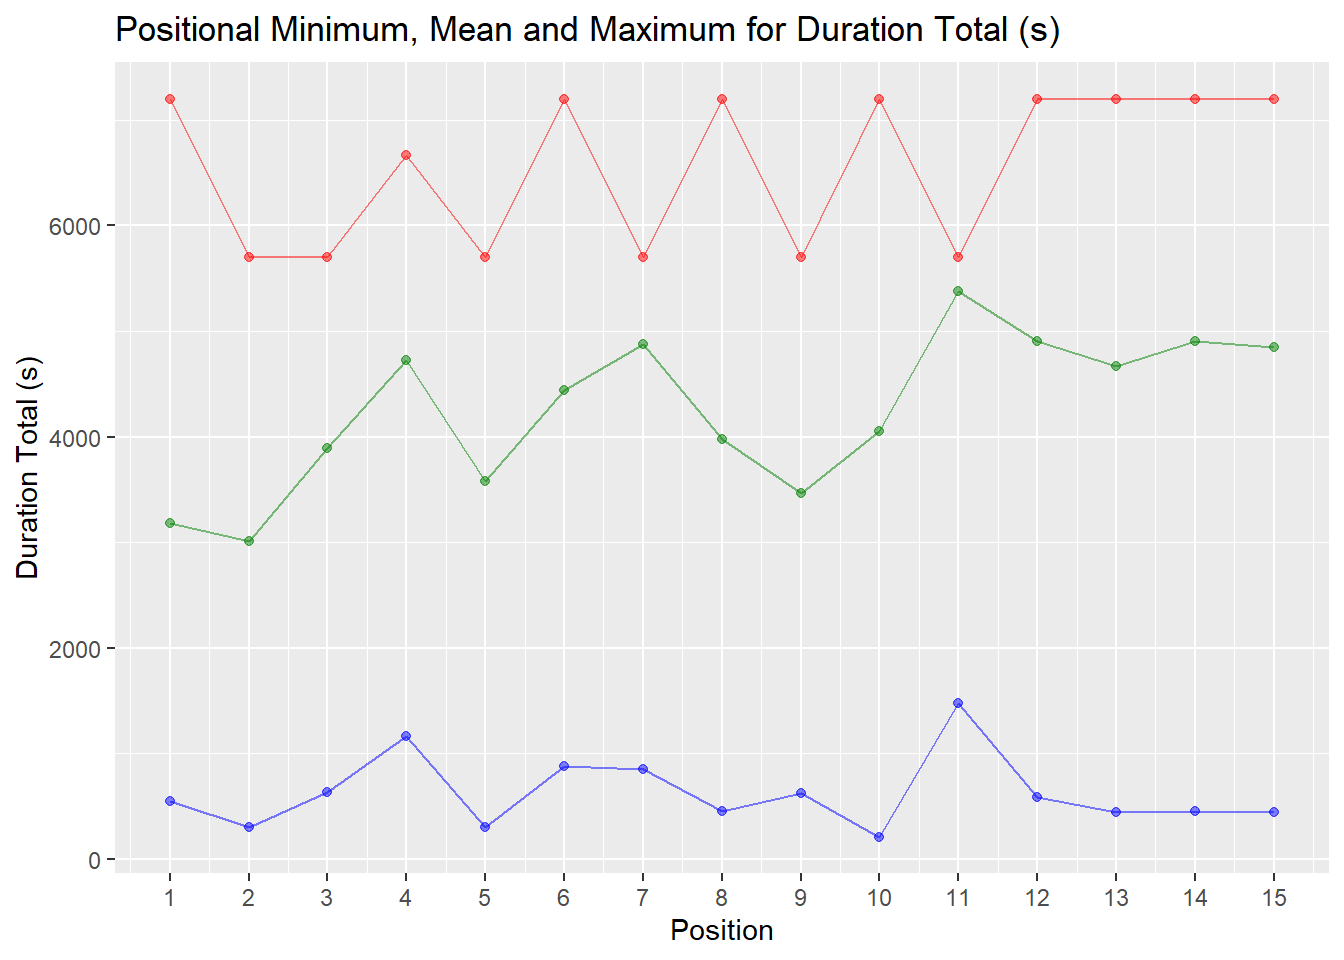 Positional Minimum, Mean and Maximum for Duration Total (s)
Duration Total (s)
6000
4000
2000
0
1 2 3 4 5 6 7 8 9 10 11 12 13 14 15
Position